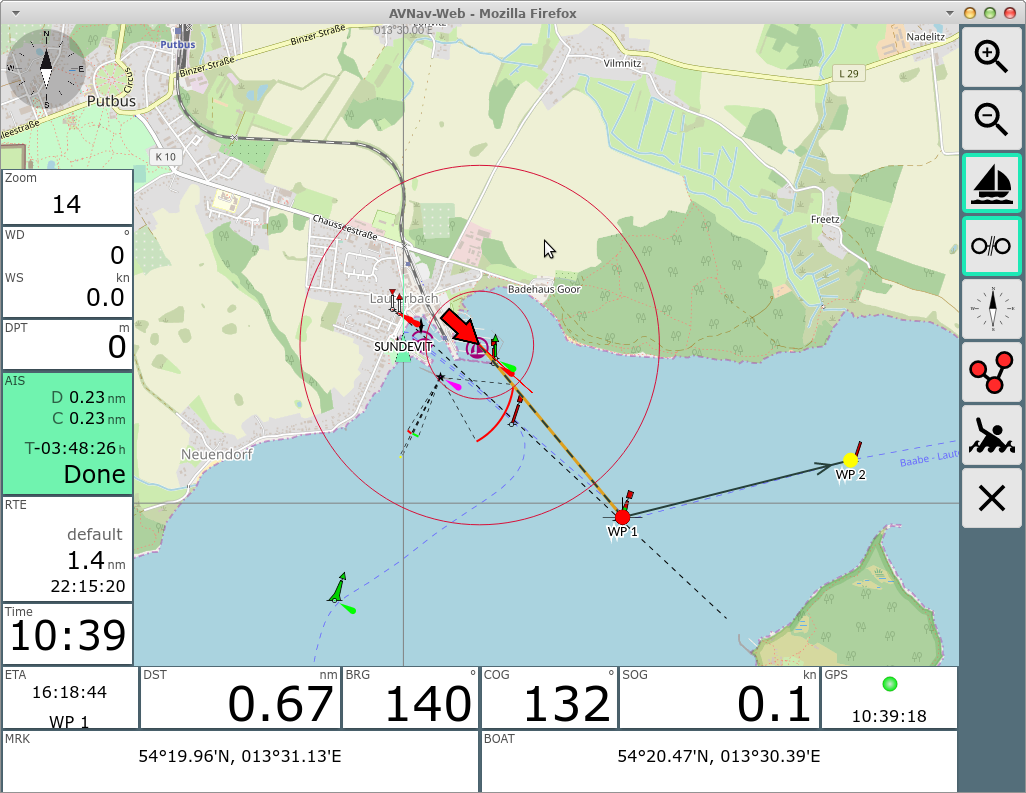 AVNav-Web - Mozilla Firefox
013°30.00'E
Binzer Straße
Nadelitz
Putbus
Binzer Straße
Vilmnitz
L 29
N
W
E
S
Circus
Putbus
lleestraße
K 10
Zoom
14
Chausseestraße
Freetz
WD °
0
WS kn
0.0
Badehaus Goor
Lauterbach
DPT m
0
SUNDEVIT
AIS
D 0.23 nm
C 0.23 nm
T-03:48:26 h
Done
Neuendorf
Baabe - Laut
WP 2
RTE
default
1.4 nm
22:15:20
WP 1
Time
10:39
ETA
16:18:44
WP 1
DST nm
0.67
BRG °
140
COG °
132
SOG kn
0.1
GPS
10:39:18
MRK
54°19.96'N, 013°31.13'E
BOAT
54°20.47'N, 013°30.39'E